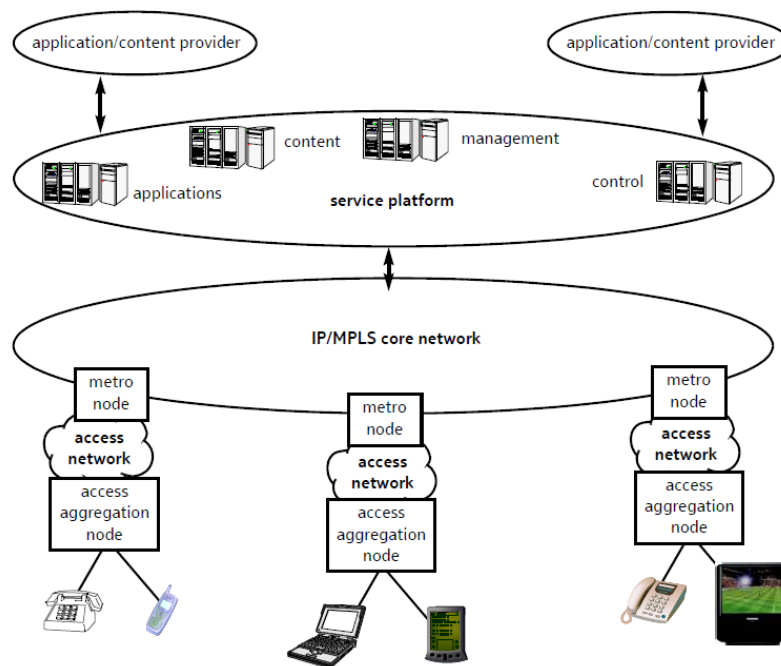 application/content provider
application/content provider
content
management
applications
control
service platform
IP/MPLS core network
metro
node
metro
node
metro
node
access
network
access
network
access
network
access
aggregation
node
access
aggregation
node
access
aggregation
node